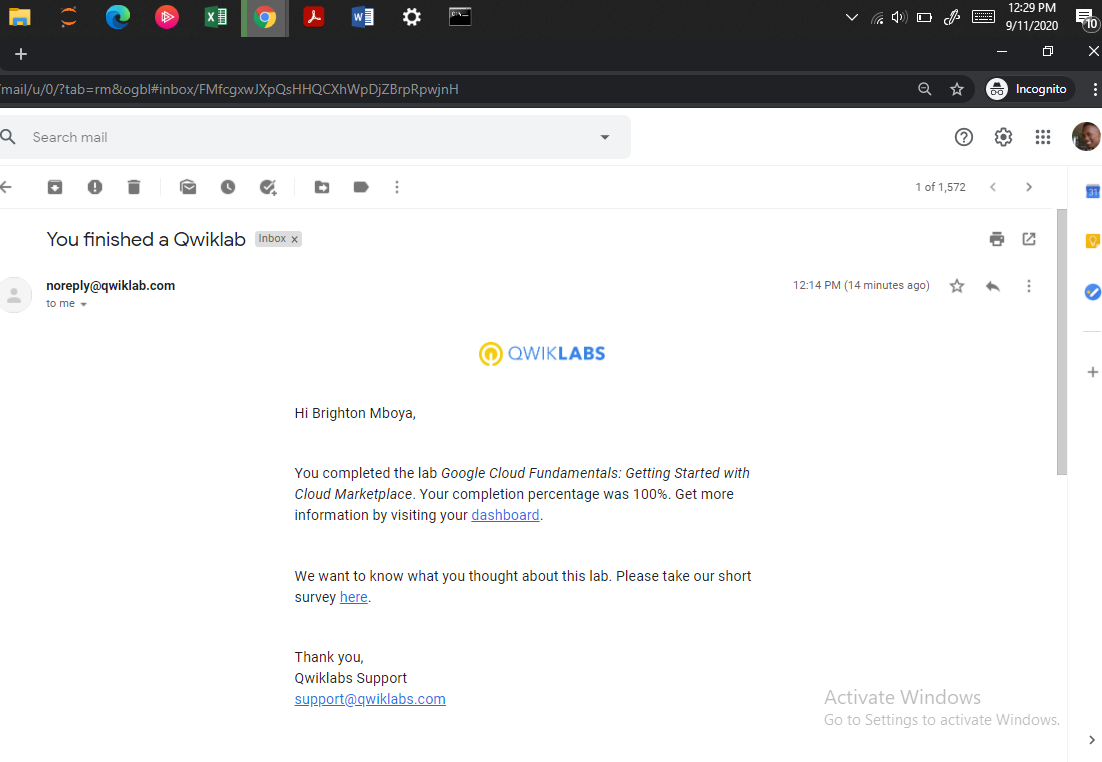 12:29 PM
9/11/2020
10
mail/u/0/?tab=rm&ogbl#inbox/FMfcgxwJXpQsHHQCXhWpDjZBrpRpwjnH
Incognito
Search mail
1 of 1,572
31
You finished a Qwiklab Inbox x
noreply@qwiklab.com
12:14 PM (14 minutes ago)
to me
QWIKLABS
Hi Brighton Mboya,
You completed the lab Google Cloud Fundamentals: Getting Started with
Cloud Marketplace. Your completion percentage was 100%. Get more
information by visiting your dashboard.
We want to know what you thought about this lab. Please take our short
survey here.
Thank you,
Qwiklabs Support
support@qwiklabs.com
Activate Windows
Go to Settings to activate Windows.